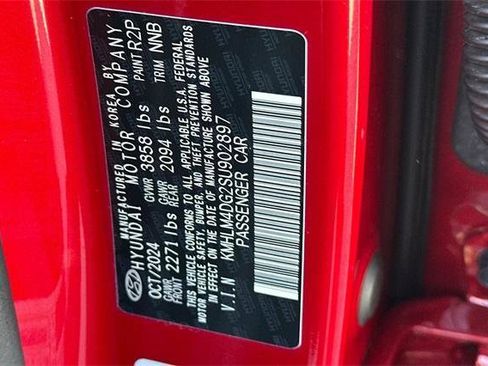 MANUFACTURED IN KOREA BY
HYUNDAI MOTOR COMPANY
OCT/2024 GVWR 3858 lbs PAINT R2P
GAWR FRONT 2271 lbs GAWR REAR 2094 lbs TRIM NNB
THIS VEHICLE CONFORMS TO ALL APPLICABLE U.S.A. FEDERAL
MOTOR VEHICLE SAFETY, BUMPER, AND THEFT PREVENTION STANDARDS
IN EFFECT ON THE DATE OF MANUFACTURE SHOWN ABOVE
V.I.N KMHLM4DG2SU902897
PASSENGER CAR